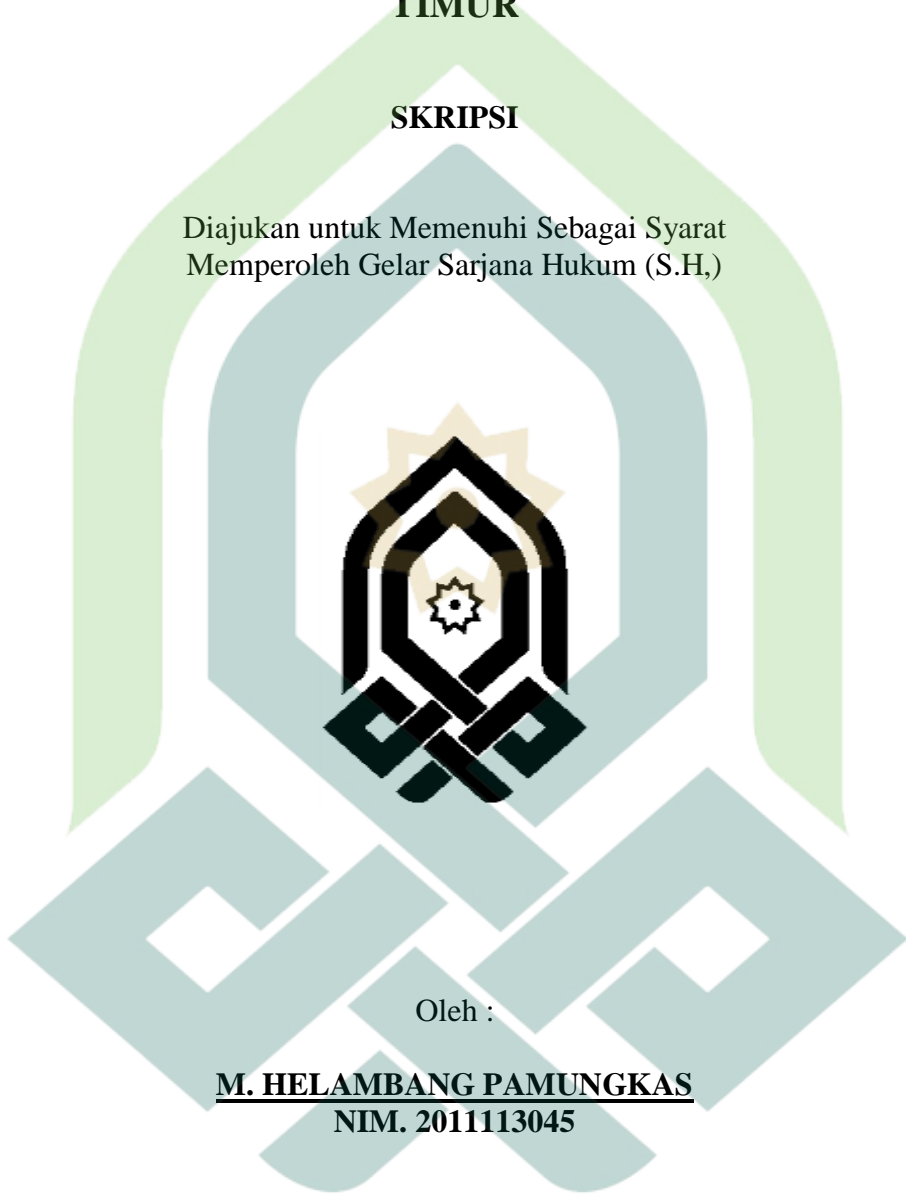 TIMUR
SKRIPSI
Diajukan untuk Memenuhi Sebagai Syarat
Memperoleh Gelar Sarjana Hukum (S.H,)
Oleh :
M. HELAMBANG PAMUNGKAS
NIM. 2011113045